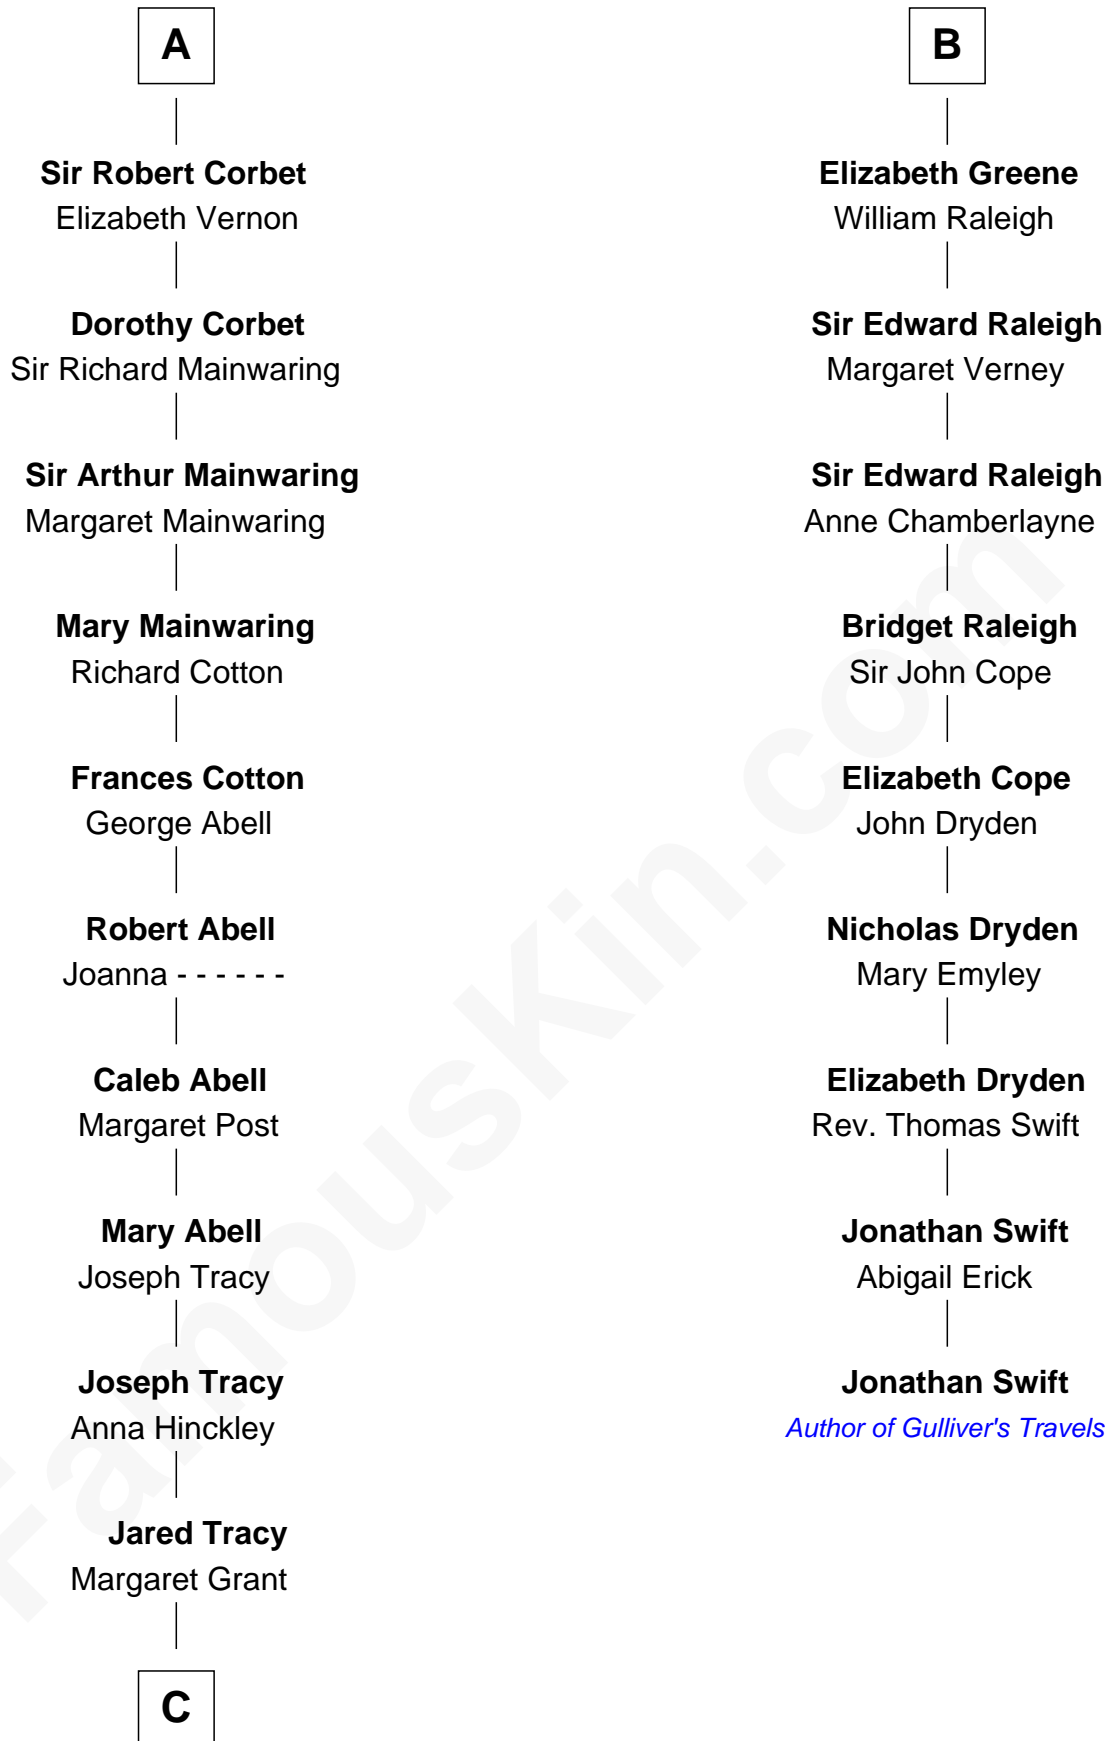 A
Sir Robert Corbet
Elizabeth Vernon
Dorothy Corbet
Sir Richard Mainwaring
Sir Arthur Mainwaring
Margaret Mainwaring
Mary Mainwaring
Richard Cotton
Frances Cotton
George Abell
Robert Abell
Joanna - - - - - -
Caleb Abell
Margaret Post
Mary Abell
Joseph Tracy
Joseph Tracy
Anna Hinckley
Jared Tracy
Margaret Grant
C
B
Elizabeth Greene
William Raleigh
Sir Edward Raleigh
Margaret Verney
Sir Edward Raleigh
Anne Chamberlayne
Bridget Raleigh
Sir John Cope
Elizabeth Cope
John Dryden
Nicholas Dryden
Mary Emyley
Elizabeth Dryden
Rev. Thomas Swift
Jonathan Swift
Abigail Erick
Jonathan Swift
Author of Gulliver's Travels
FamousKin.com